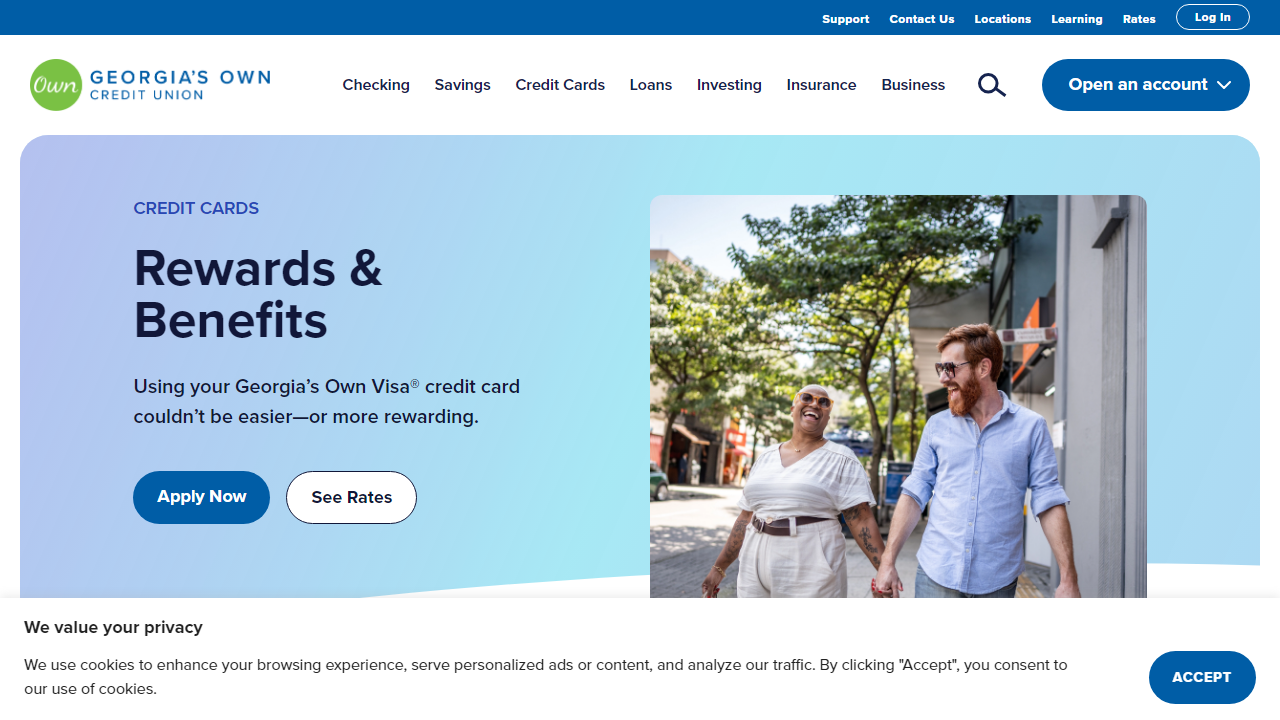 Support Contact Us Locations Learning Rates Log In
Own GEORGIA'S OWN
CREDIT UNION
Checking Savings Credit Cards Loans Investing Insurance Business Open an account
CREDIT CARDS
Rewards &
Benefits
Using your Georgia’s Own Visa® credit card
couldn’t be easier—or more rewarding.
Apply Now See Rates
We value your privacy
We use cookies to enhance your browsing experience, serve personalized ads or content, and analyze our traffic. By clicking "Accept", you consent to
our use of cookies.
ACCEPT